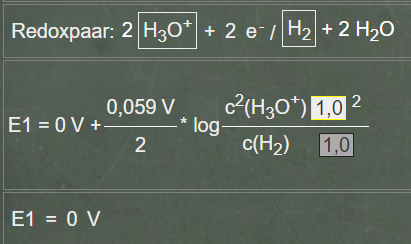 Redoxpaar: 2 H₃O⁺ + 2 e⁻ / H₂ + 2 H₂O
0,059 V c²(H₃O⁺) 1,0 ²
E1 = 0 V + * log
2 c(H₂) 1,0
E1 = 0 V